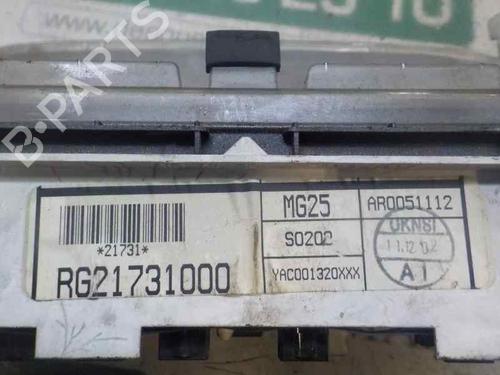 B-PARTS
*21731*
RG21731000
MG25
AR0051112
S0202
YAC001320XXX
UKNSI
11.12.02
A1